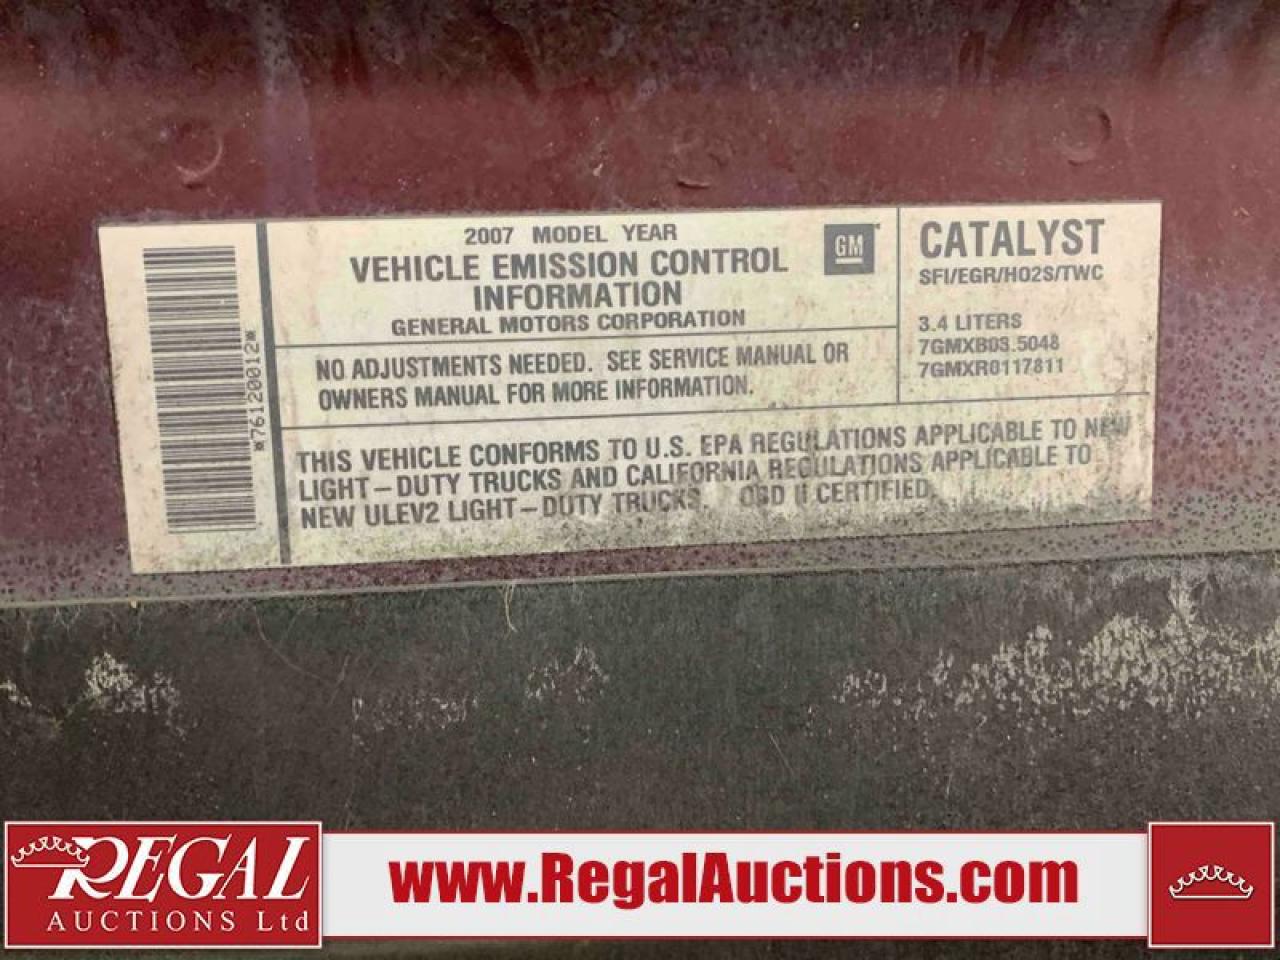 *76120012*
2007 MODEL YEAR
VEHICLE EMISSION CONTROL
INFORMATION
GENERAL MOTORS CORPORATION
GM
NO ADJUSTMENTS NEEDED. SEE SERVICE MANUAL OR
OWNERS MANUAL FOR MORE INFORMATION.
CATALYST
SFI/EGR/HO2S/TWC
3.4 LITERS
7GMXB03.5048
7GMXR0117811
THIS VEHICLE CONFORMS TO U.S. EPA REGULATIONS APPLICABLE TO NEW
LIGHT-DUTY TRUCKS AND CALIFORNIA REGULATIONS APPLICABLE TO
NEW ULEV2 LIGHT-DUTY TRUCKS. OBD II CERTIFIED.
REGAL
AUCTIONS Ltd
www.RegalAuctions.com